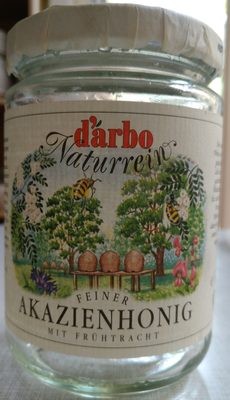 d'arbo
Naturrein
FEINER
AKAZIENHONIG
MIT FRÜHTRACHT